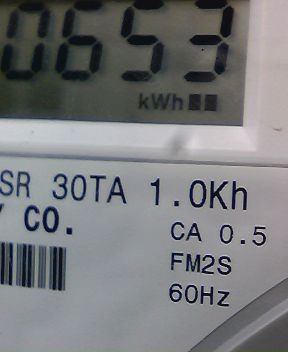 0653
kWh
SR 30TA 1.0Kh
Y CO.
CA 0.5
FM2S
60Hz